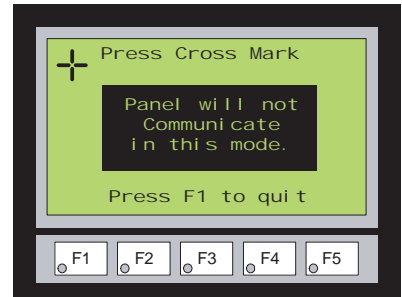 Press Cross Mark
Panel will not
Communicate
in this mode.
Press F1 to quit
F1 F2 F3 F4 F5